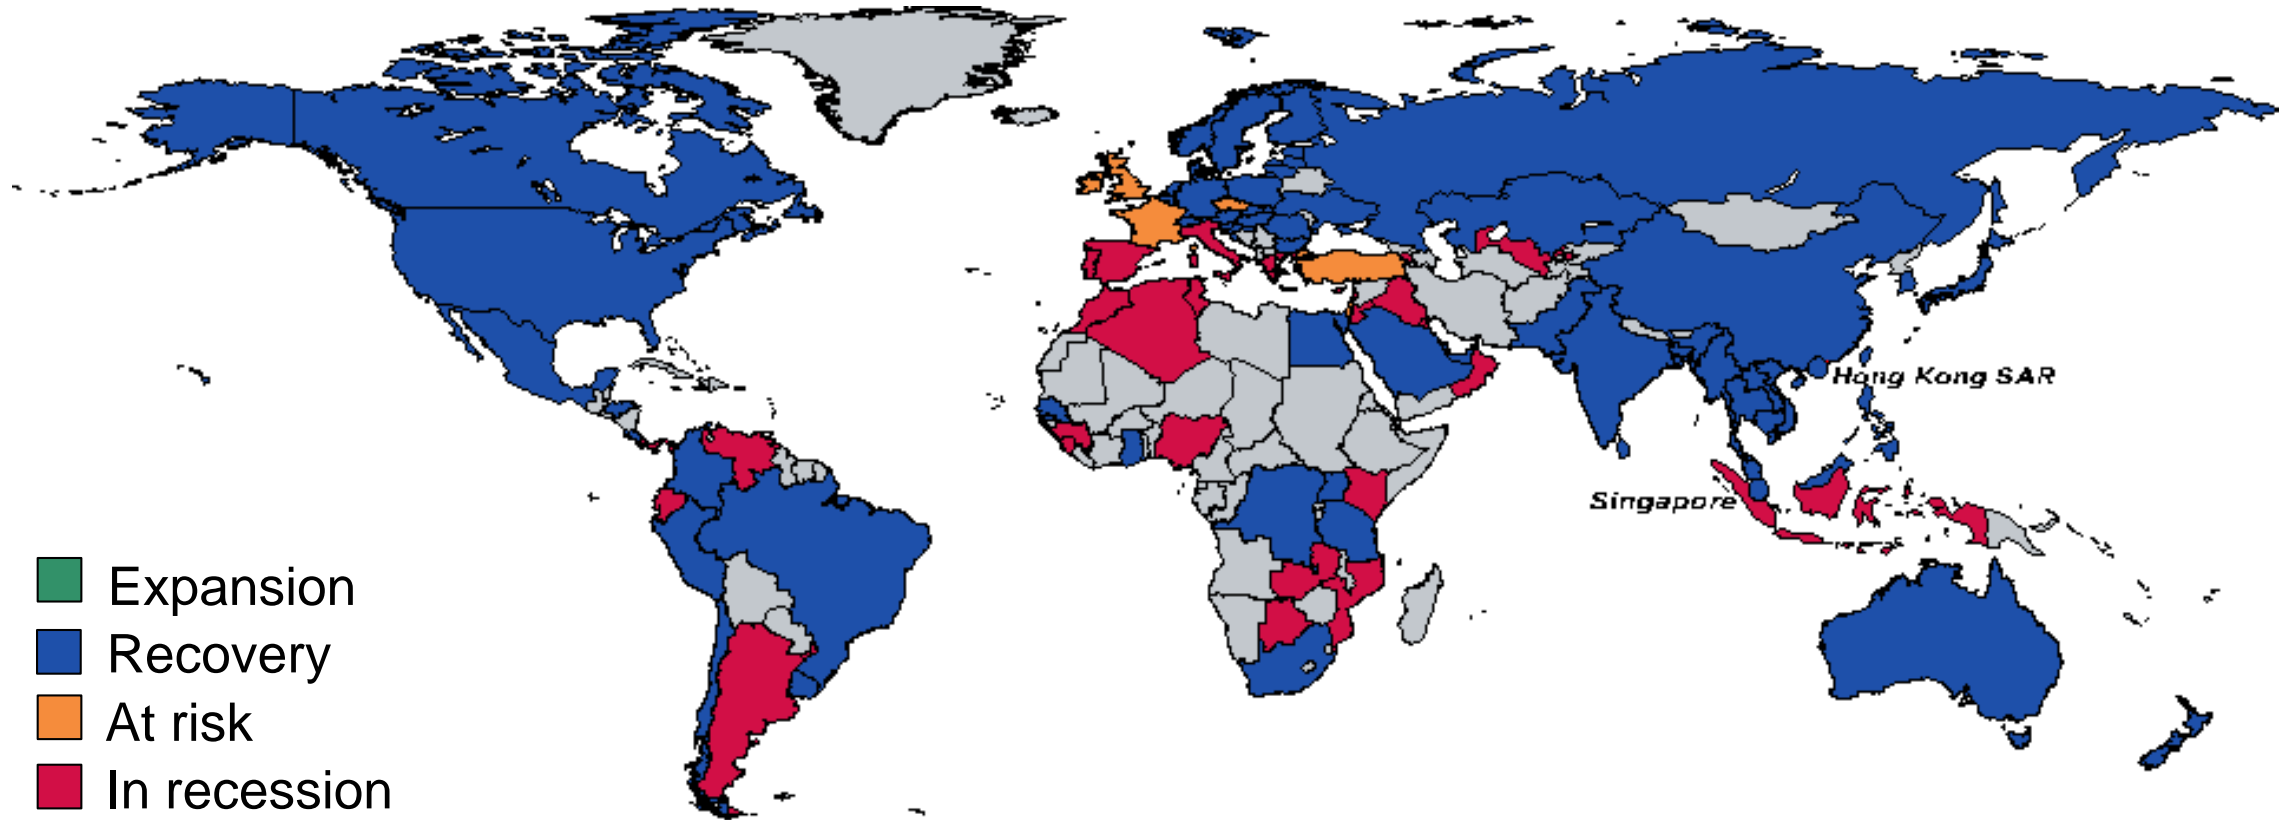 Hong Kong SAR
Singapore
Expansion
Recovery
At risk
In recession